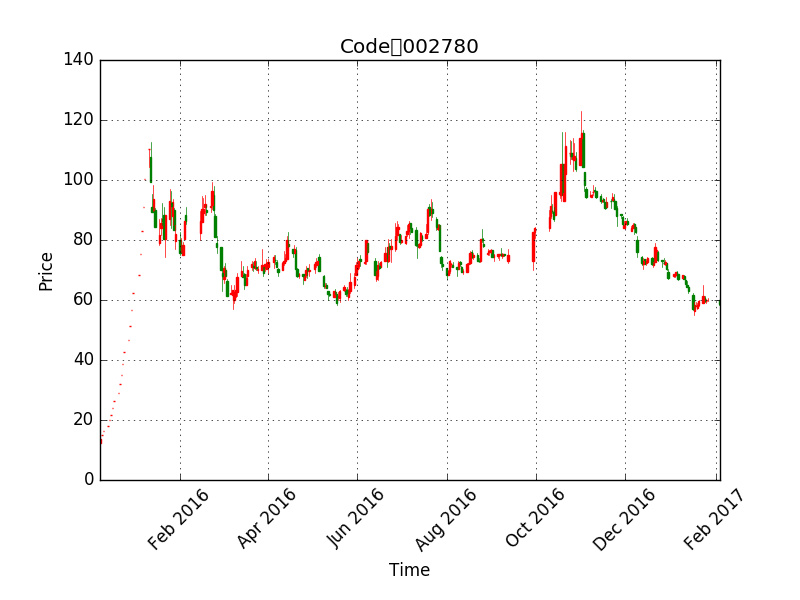 Code▯002780
140
120
100
80
60
40
20
0
Price
Feb 2016
Apr 2016
Jun 2016
Aug 2016
Oct 2016
Dec 2016
Feb 2017
Time